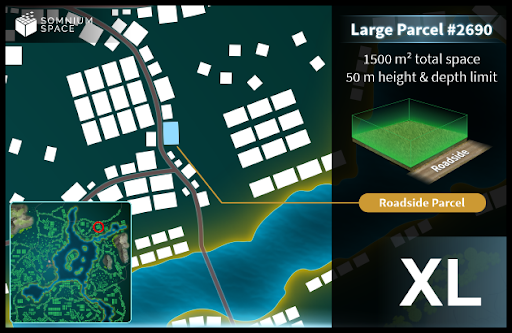 SOMNIUM
SPACE
Large Parcel #2690
1500 m² total space
50 m height & depth limit
Roadside
Roadside Parcel
XL